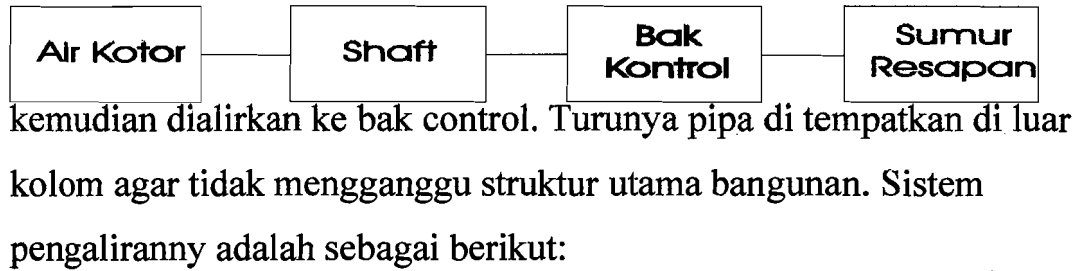 Air Kotor
Shaft
Bak
Kontrol
Sumur
Resapan
kemudian dialirkan ke bak control. Turunya pipa di tempatkan di luar
kolom agar tidak mengganggu struktur utama bangunan. Sistem
pengaliranny adalah sebagai berikut: